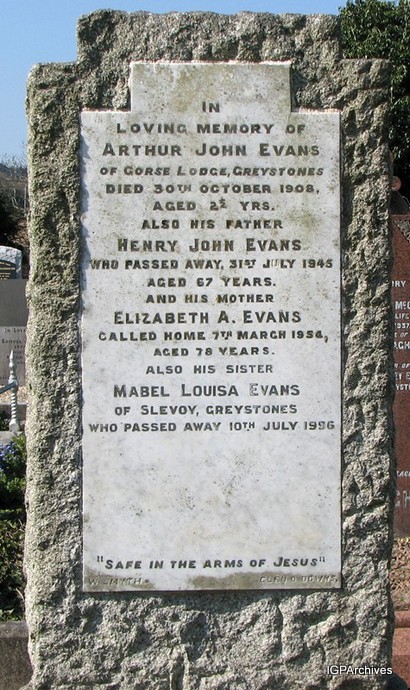 IN
LOVING MEMORY OF
ARTHUR JOHN EVANS
OF GORSE LODGE, GREYSTONES
DIED 30TH OCTOBER 1908,
AGED 2½ YRS.
ALSO HIS FATHER
HENRY JOHN EVANS
WHO PASSED AWAY, 31ST JULY 1945
AGED 67 YEARS.
AND HIS MOTHER
ELIZABETH A. EVANS
CALLED HOME 7TH MARCH 1954,
AGED 78 YEARS.
ALSO HIS SISTER
MABEL LOUISA EVANS
OF SLEVOY, GREYSTONES
WHO PASSED AWAY 10TH JULY 1996
"SAFE IN THE ARMS OF JESUS"
IGPArchives